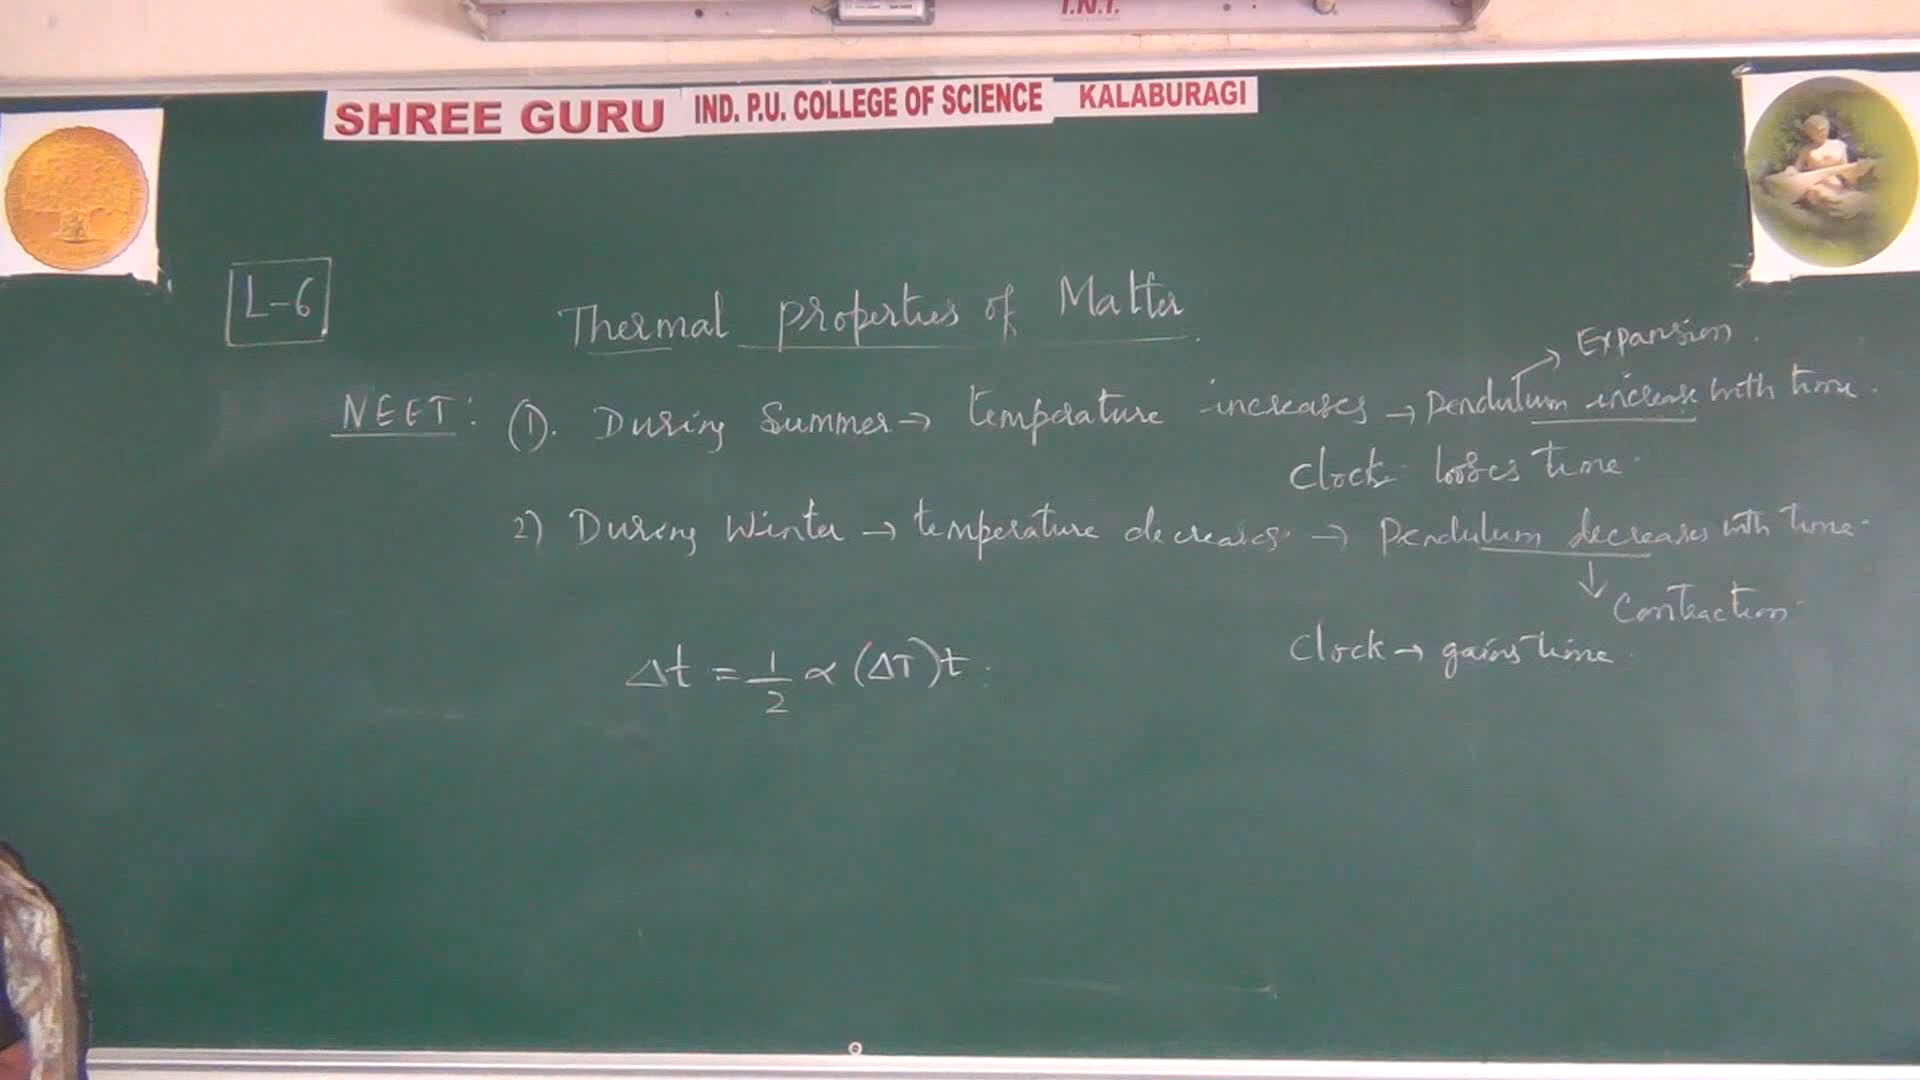 T.N.T.
SHREE GURU IND. P.U. COLLEGE OF SCIENCE KALABURAGI
L-6
Thermal properties of Matter
Expansion.
NEET: (1). During Summer → temperature increases → Pendulum increase with time.
Clock looses time.
2) During Winter → temperature decreases → Pendulum decreases with time.
↓ Contraction.
Clock → gains time.
Δt = 1/2 α (ΔT)t.